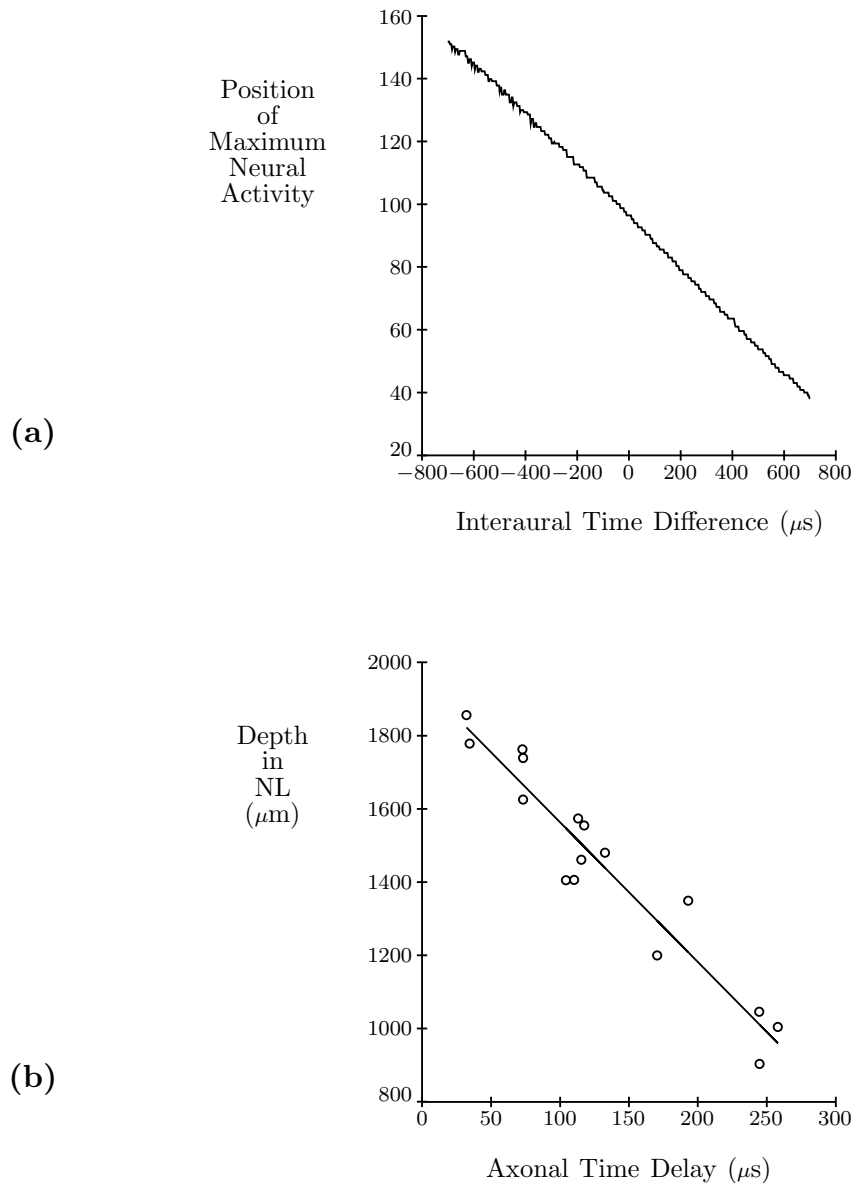 160
140
120
100
80
60
40
20
Position
of
Maximum
Neural
Activity
(a)
−800 −600 −400 −200 0 200 400 600 800
Interaural Time Difference (μs)
2000
1800
1600
1400
1200
1000
800
Depth
in
NL
(μm)
(b)
0 50 100 150 200 250 300
Axonal Time Delay (μs)